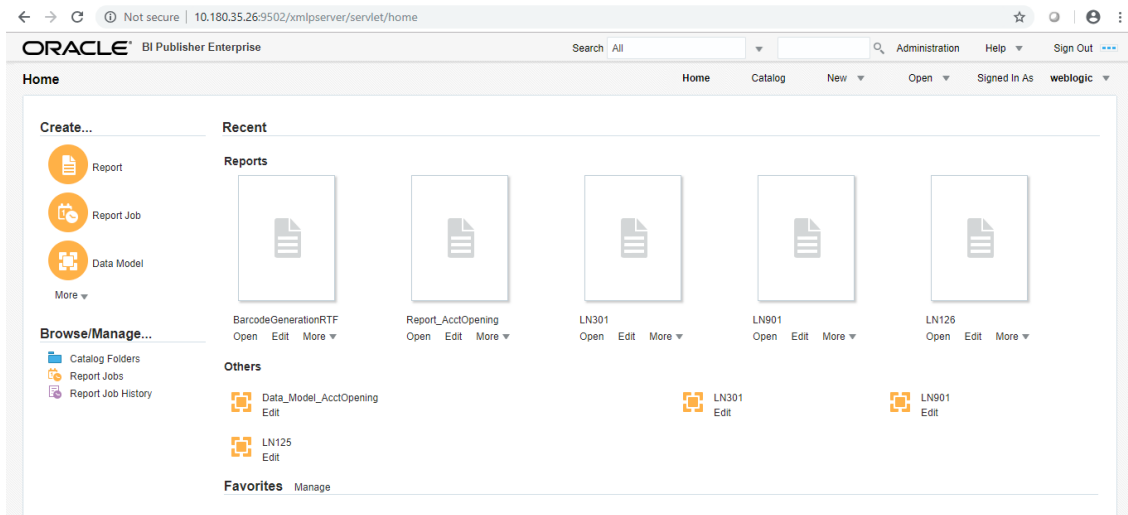 Not secure | 10.180.35.26:9502/xmlpserver/servlet/home
ORACLE® BI Publisher Enterprise Search All Administration Help Sign Out
Home Home Catalog New Open Signed In As weblogic
Create... Recent
Reports
Report
Report Job
Data Model
More
BarcodeGenerationRTF Report_AcctOpening LN301 LN901 LN126
Open Edit More Open Edit More Open Edit More Open Edit More Open Edit More
Browse/Manage...
Catalog Folders
Report Jobs
Report Job History
Others
Data_Model_AcctOpening LN301 LN901
Edit Edit Edit
LN125
Edit
Favorites Manage